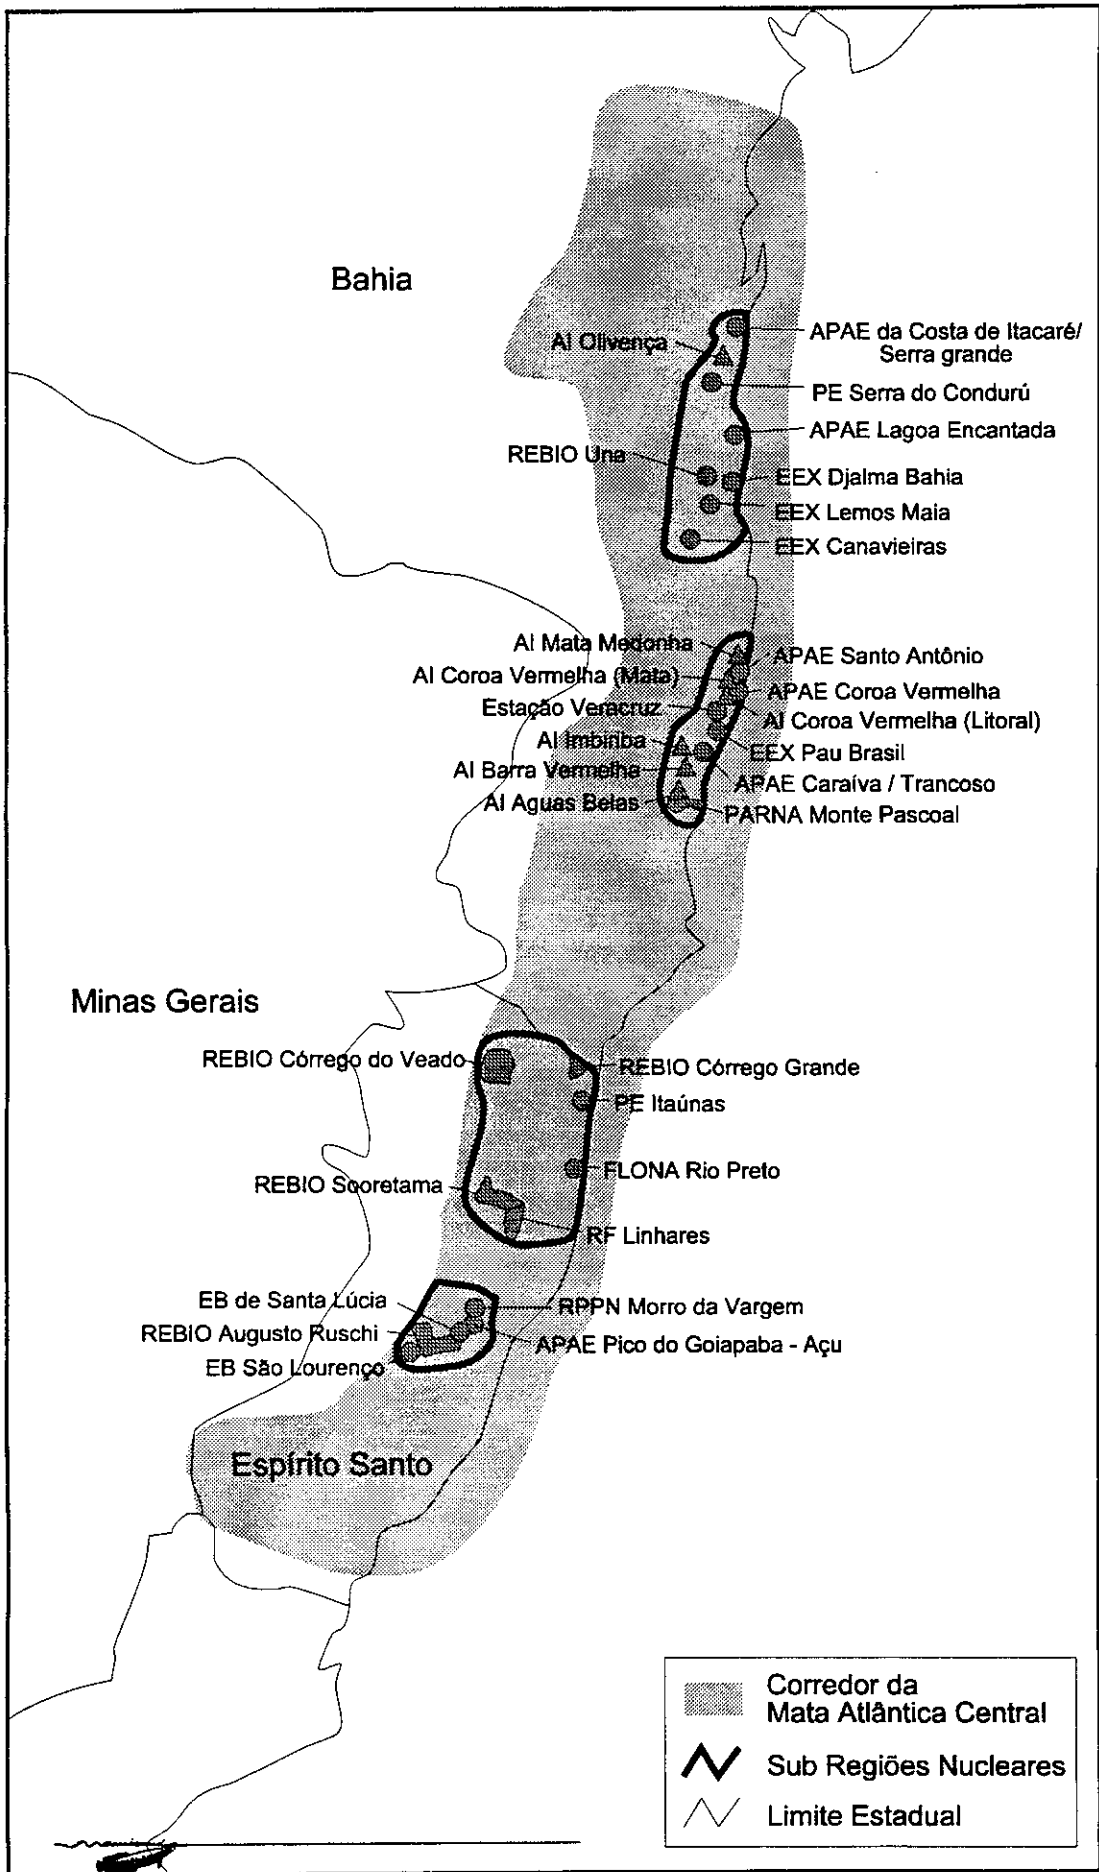 Bahia
APAE da Costa de Itacaré/
Serra grande
AI Olivença
PE Serra do Condurú
APAE Lagoa Encantada
REBIO Una
EEX Djalma Bahia
EEX Lemos Maia
EEX Canavieiras
AI Mata Medonha
APAE Santo Antônio
AI Coroa Vermelha (Mata)
APAE Coroa Vermelha
Estação Veracruz
AI Coroa Vermelha (Litoral)
AI Imbiriba
EEX Pau Brasil
AI Barra Vermelha
APAE Caraíva / Trancoso
AI Aguas Belas
PARNA Monte Pascoal
Minas Gerais
REBIO Córrego do Veado
REBIO Córrego Grande
PE Itaúnas
FLONA Rio Preto
REBIO Sooretama
RF Linhares
EB de Santa Lúcia
RPPN Morro da Vargem
REBIO Augusto Ruschi
APAE Pico do Goiapaba - Açu
EB São Lourenço
Espírito Santo
Corredor da
Mata Atlântica Central
Sub Regiões Nucleares
Limite Estadual